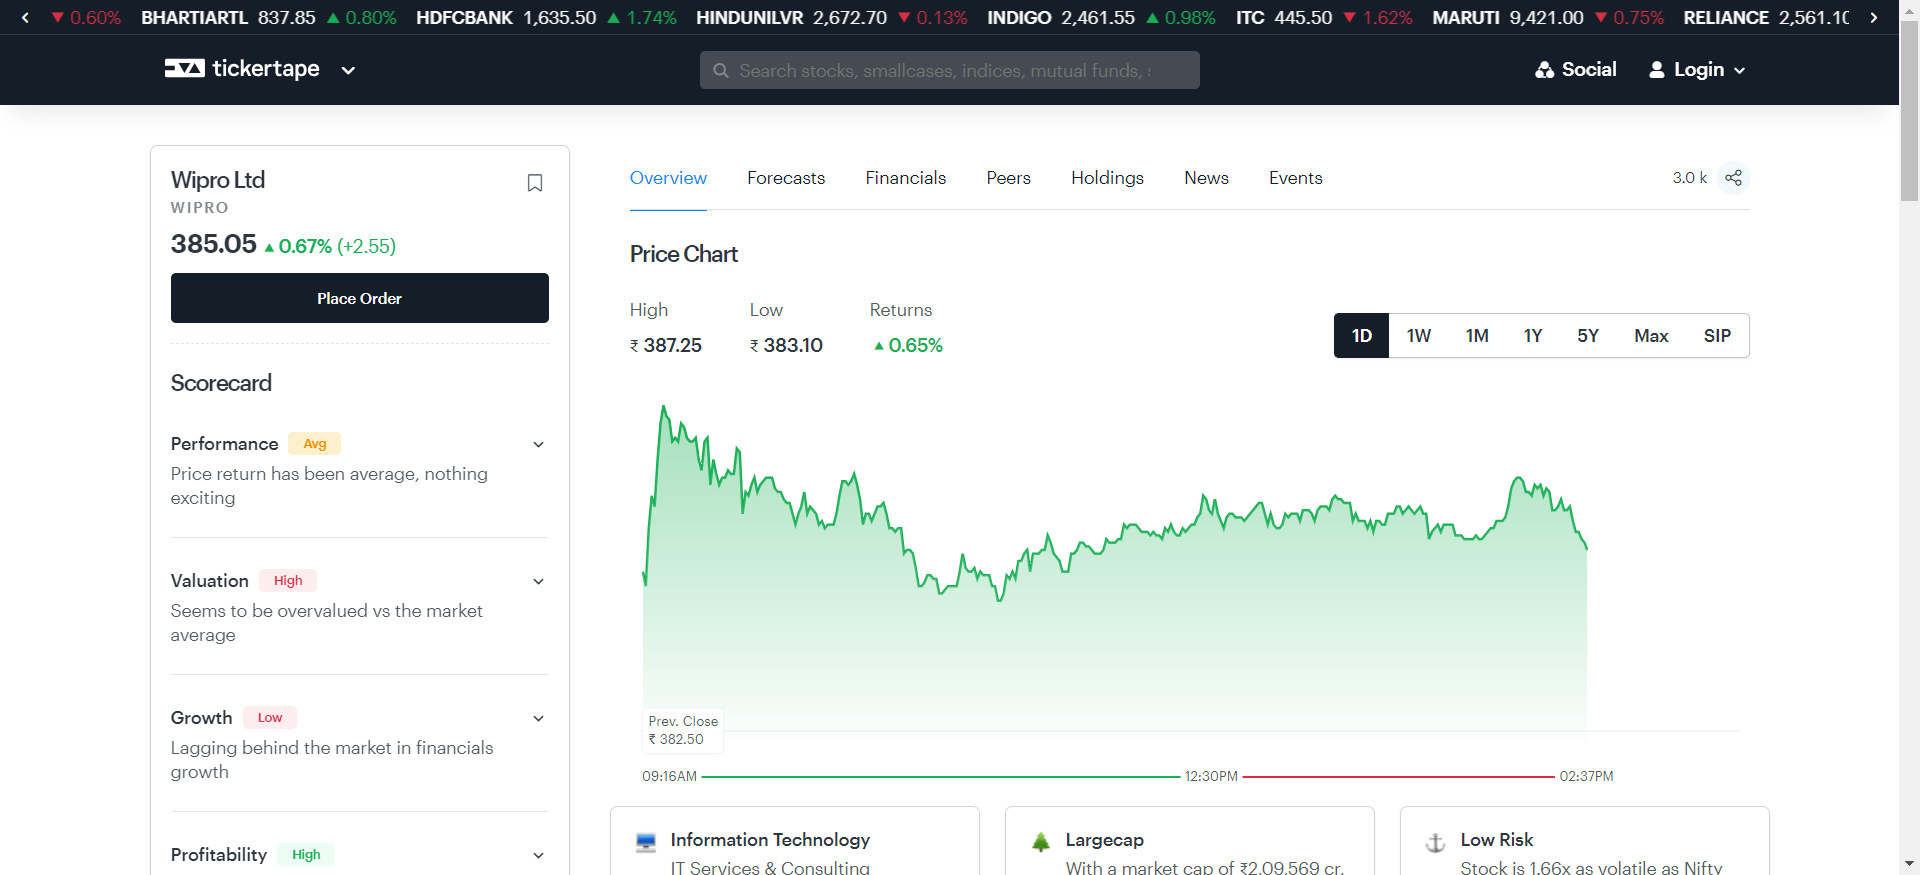 0.60% BHARTIARTL 837.85 0.80% HDFCBANK 1,635.50 1.74% HINDUNILVR 2,672.70 0.13% INDIGO 2,461.55 0.98% ITC 445.50 1.62% MARUTI 9,421.00 0.75% RELIANCE 2,561.10
tickertape
Search stocks, smallcases, indices, mutual funds,
Social
Login
Wipro Ltd
WIPRO
385.05 0.67% (+2.55)
Place Order
Scorecard
Performance Avg
Price return has been average, nothing
exciting
Valuation High
Seems to be overvalued vs the market
average
Growth Low
Lagging behind the market in financials
growth
Profitability High
Overview Forecasts Financials Peers Holdings News Events
3.0 k
Price Chart
High Low Returns
₹ 387.25 ₹ 383.10 0.65%
1D 1W 1M 1Y 5Y Max SIP
Prev. Close
₹ 382.50
09:16AM 12:30PM 02:37PM
Information Technology
IT Services & Consulting
Largecap
With a market cap of ₹2,09,569 cr,
Low Risk
Stock is 1.66x as volatile as Nifty